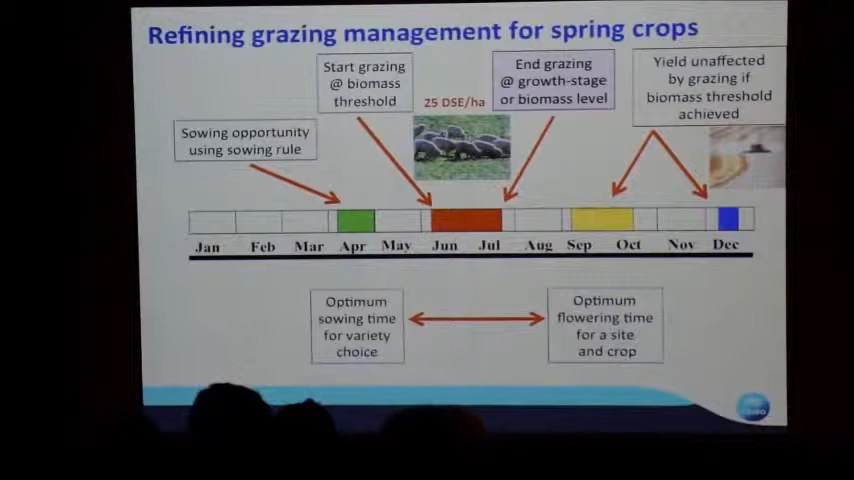 Refining grazing management for spring crops
Start grazing
@ biomass
threshold
25 DSE/ha
End grazing
@ growth-stage
or biomass level
Yield unaffected
by grazing if
biomass threshold
achieved
Sowing opportunity
using sowing rule
Jan Feb Mar Apr May Jun Jul Aug Sep Oct Nov Dec
Optimum
sowing time
for variety
choice
Optimum
flowering time
for a site
and crop